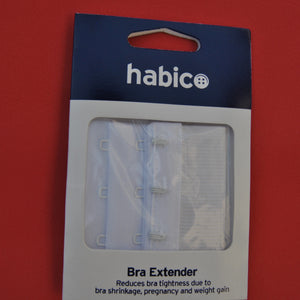 habico
Bra Extender
Reduces bra tightness due to
bra shrinkage, pregnancy and weight gain